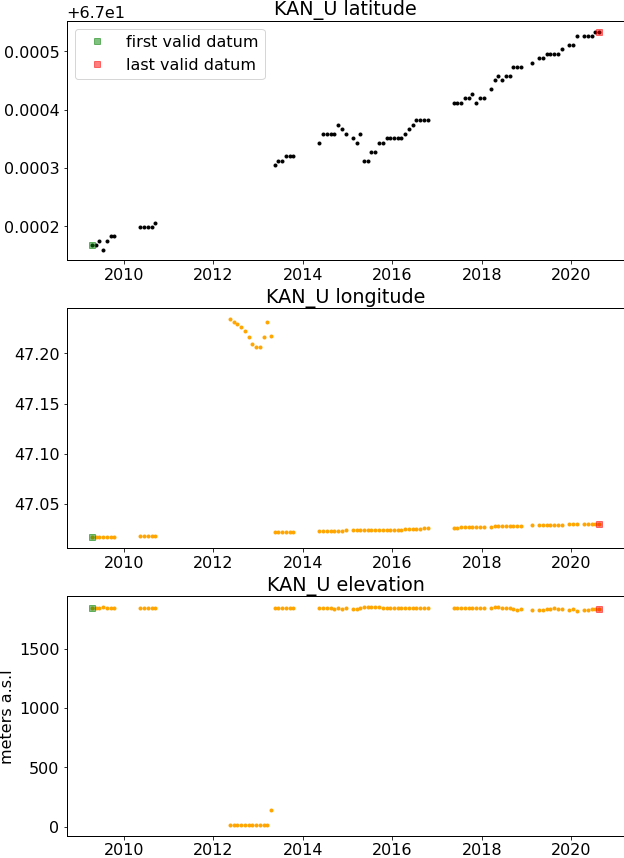 KAN_U latitude
+6.7e1
first valid datum
last valid datum
0.0005
0.0004
0.0003
0.0002
2010 2012 2014 2016 2018 2020
KAN_U longitude
47.20
47.15
47.10
47.05
2010 2012 2014 2016 2018 2020
KAN_U elevation
meters a.s.l
1500
1000
500
0
2010 2012 2014 2016 2018 2020